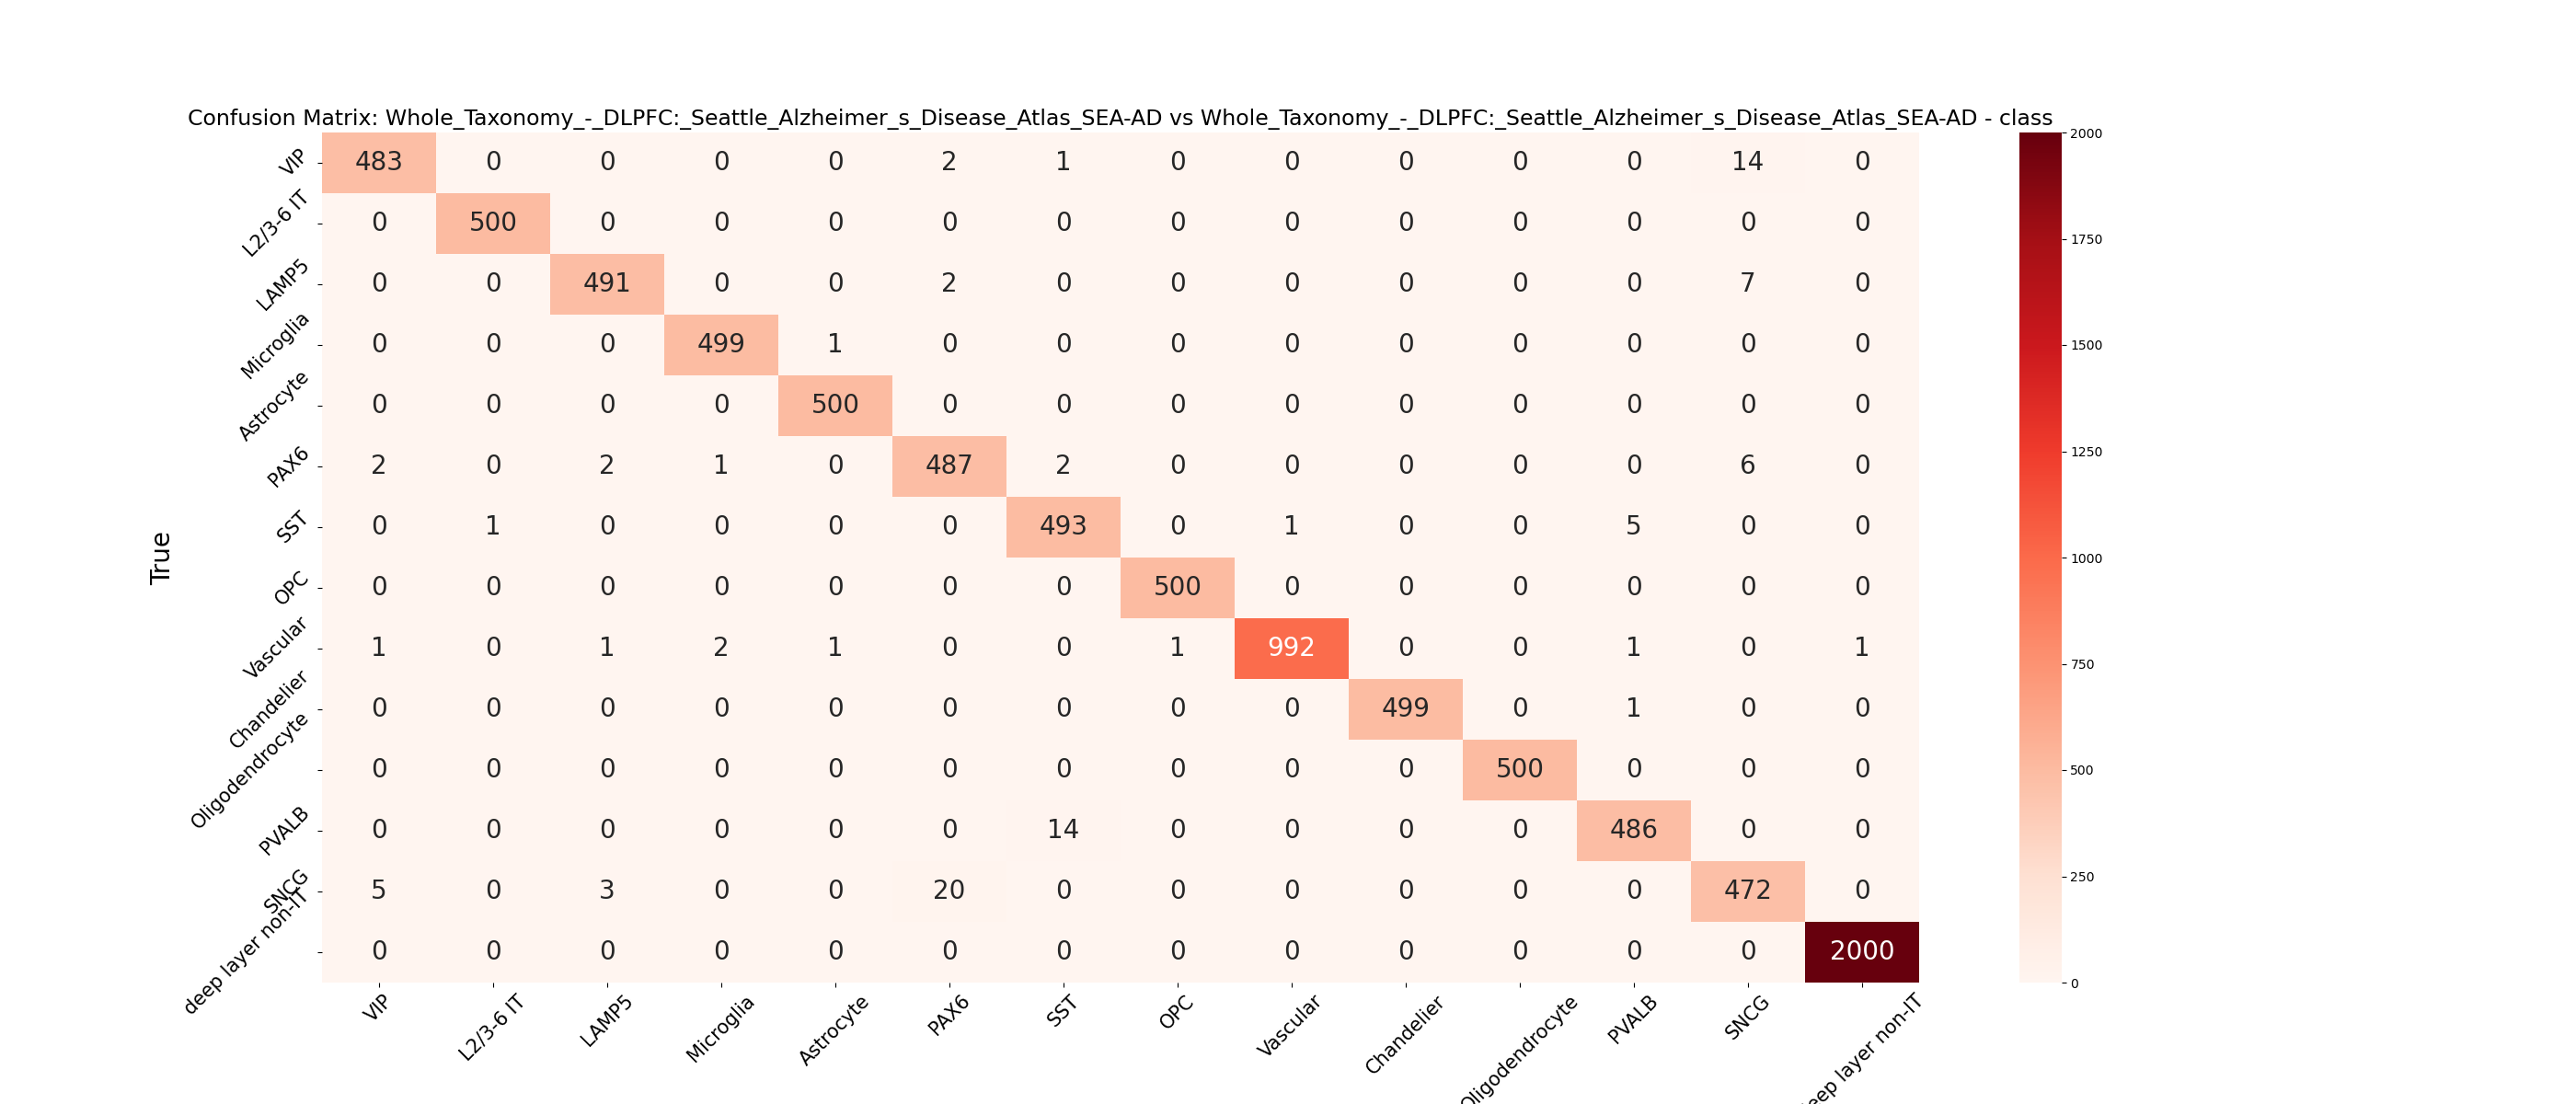 Confusion Matrix: Whole_Taxonomy_-_DLPFC:_Seattle_Alzheimer_s_Disease_Atlas_SEA-AD vs Whole_Taxonomy_-_DLPFC:_Seattle_Alzheimer_s_Disease_Atlas_SEA-AD - class
True
VIP 483 0 0 0 0 2 1 0 0 0 0 0 14 0
L2/3-6 IT 0 500 0 0 0 0 0 0 0 0 0 0 0 0
LAMP5 0 0 491 0 0 2 0 0 0 0 0 0 7 0
Microglia 0 0 0 499 1 0 0 0 0 0 0 0 0 0
Astrocyte 0 0 0 0 500 0 0 0 0 0 0 0 0 0
PAX6 2 0 2 1 0 487 2 0 0 0 0 0 6 0
SST 0 1 0 0 0 0 493 0 1 0 0 5 0 0
OPC 0 0 0 0 0 0 0 500 0 0 0 0 0 0
Vascular 1 0 1 2 1 0 0 1 992 0 0 1 0 1
Chandelier 0 0 0 0 0 0 0 0 0 499 0 1 0 0
Oligodendrocyte 0 0 0 0 0 0 0 0 0 0 500 0 0 0
PVALB 0 0 0 0 0 0 14 0 0 0 0 486 0 0
SNCG 5 0 3 0 0 20 0 0 0 0 0 0 472 0
deep layer non-IT 0 0 0 0 0 0 0 0 0 0 0 0 0 2000
VIP L2/3-6 IT LAMP5 Microglia Astrocyte PAX6 SST OPC Vascular Chandelier Oligodendrocyte PVALB SNCG eep layer non-IT
2000
1750
1500
1250
1000
750
500
250
0